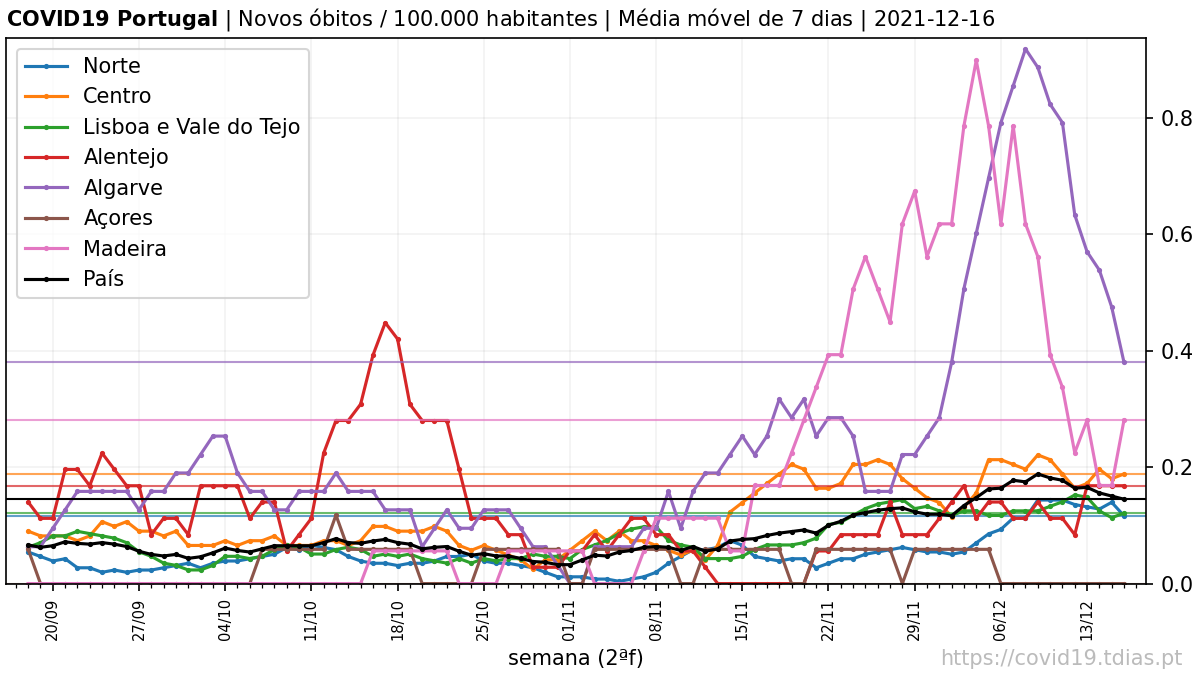 COVID19 Portugal | Novos óbitos / 100.000 habitantes | Média móvel de 7 dias | 2021-12-16
Norte
Centro
Lisboa e Vale do Tejo
Alentejo
Algarve
Açores
Madeira
País
0.8
0.6
0.4
0.2
0.0
20/09 27/09 04/10 11/10 18/10 25/10 01/11 08/11 15/11 22/11 29/11 06/12 13/12
semana (2ªf)
https://covid19.tdias.pt